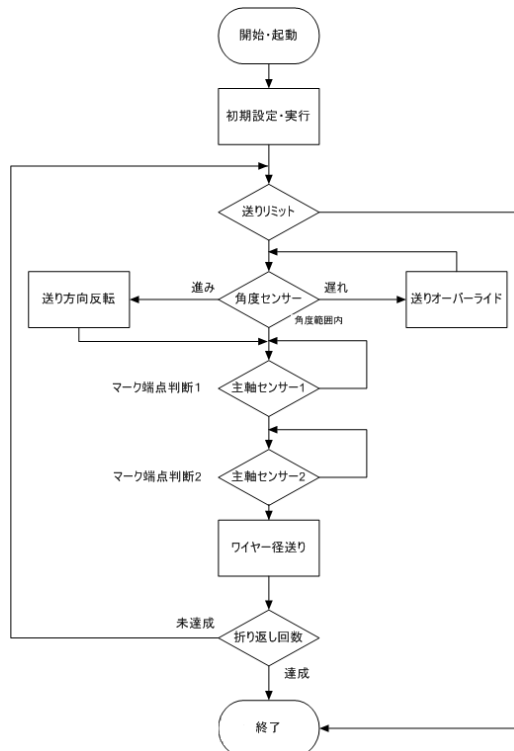 開始・起動
初期設定・実行
送りリミット
進み
遅れ
送り方向反転
角度センサー
送りオーバーライド
角度範囲内
マーク端点判断1
主軸センサー1
マーク端点判断2
主軸センサー2
ワイヤー径送り
未達成
折り返し回数
達成
終了